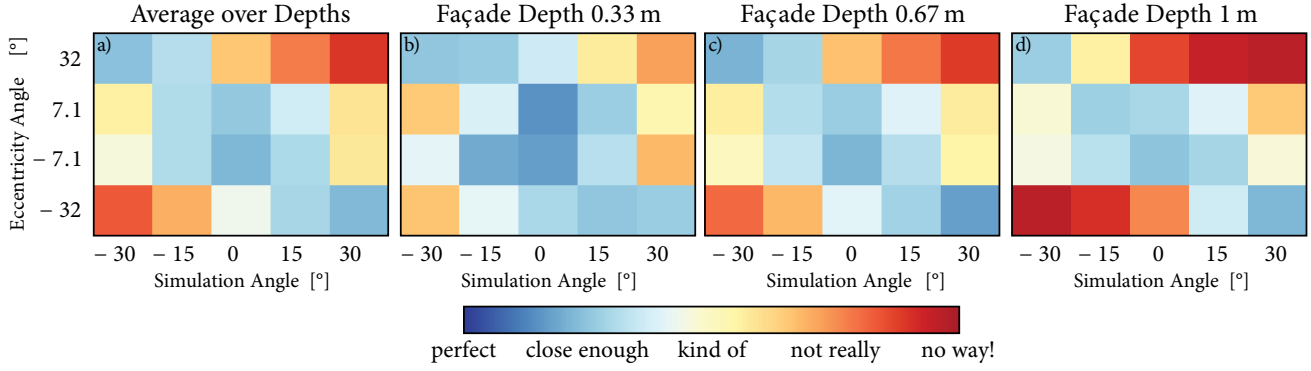 Average over Depths
Façade Depth 0.33 m
Façade Depth 0.67 m
Façade Depth 1 m
Eccentricity Angle [°]
a)
b)
c)
d)
32
7.1
− 7.1
− 32
− 30 − 15 0 15 30
− 30 − 15 0 15 30
− 30 − 15 0 15 30
− 30 − 15 0 15 30
Simulation Angle [°]
Simulation Angle [°]
Simulation Angle [°]
Simulation Angle [°]
perfect close enough kind of not really no way!